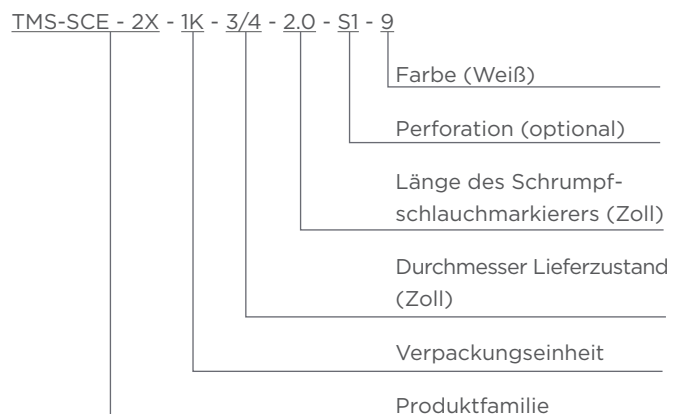 TMS-SCE - 2X - 1K - 3/4 - 2.0 - S1 - 9
Farbe (Weiß)
Perforation (optional)
Länge des Schrumpf-
schlauchmarkierers (Zoll)
Durchmesser Lieferzustand
(Zoll)
Verpackungseinheit
Produktfamilie